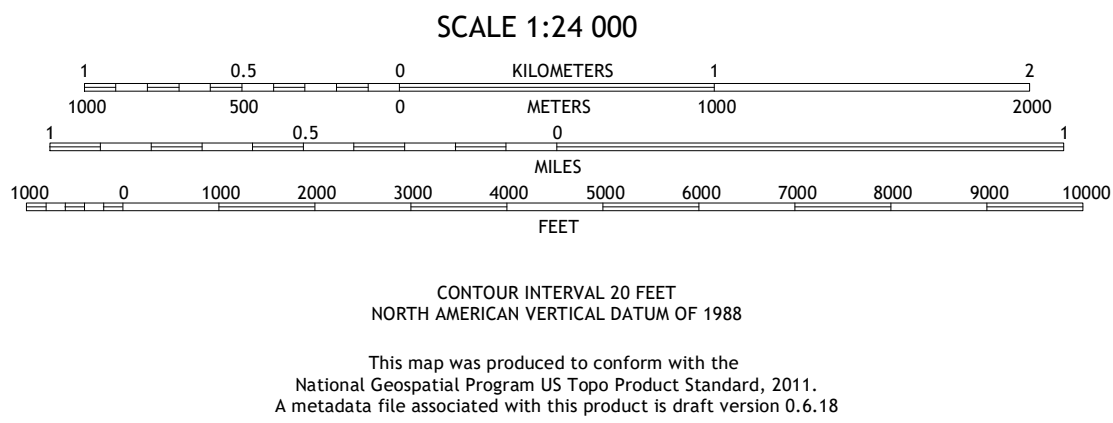 SCALE 1:24 000
1 0.5 0 KILOMETERS 1 2
1000 500 0 METERS 1000 2000
1 0.5 0 1
MILES
1000 0 1000 2000 3000 4000 5000 6000 7000 8000 9000 10000
FEET
CONTOUR INTERVAL 20 FEET
NORTH AMERICAN VERTICAL DATUM OF 1988
This map was produced to conform with the
National Geospatial Program US Topo Product Standard, 2011.
A metadata file associated with this product is draft version 0.6.18